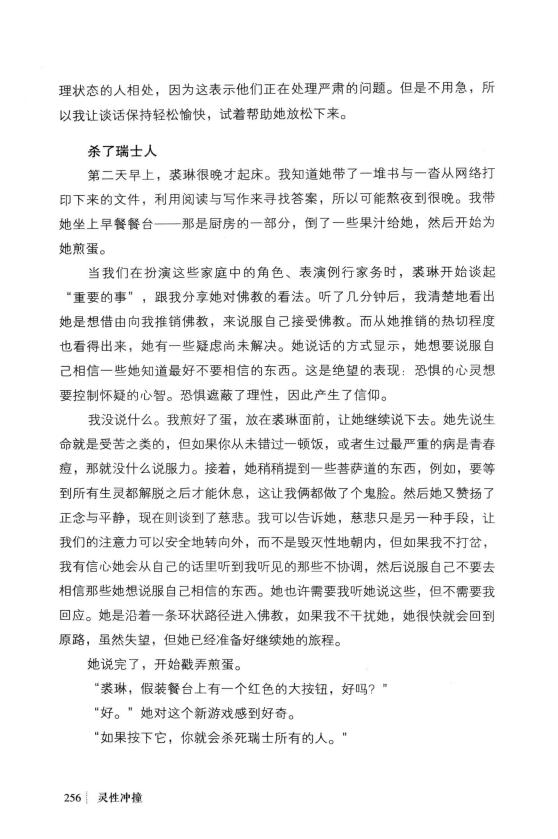 理状态的人相处，因为这表示他们正在处理严肃的问题。但是不用急，所
以我让谈话保持轻松愉快，试着帮助她放松下来。
杀了瑞士人
第二天早上，裘琳很晚才起床。我知道她带了一堆书与一沓从网络打
印下来的文件，利用阅读与写作来寻找答案，所以可能熬夜到很晚。我带
她坐上早餐餐台——那是厨房的一部分，倒了一些果汁给她，然后开始为
她煎蛋。
当我们在扮演这些家庭中的角色、表演例行家务时，裘琳开始谈起
“重要的事”，跟我分享她对佛教的看法。听了几分钟后，我清楚地看出
她是想借由向我推销佛教，来说服自己接受佛教。而从她推销的热切程度
也看得出来，她有一些疑虑尚未解决。她说话的方式显示，她想要说服自
己相信一些她知道最好不要相信的东西。这是绝望的表现：恐惧的心灵想
要控制怀疑的心智。恐惧遮蔽了理性，因此产生了信仰。
我没说什么。我煎好了蛋，放在裘琳面前，让她继续说下去。她先说生
命就是受苦之类的，但如果你从未错过一顿饭，或者生过最严重的病是青春
痘，那就没什么说服力。接着，她稍稍提到一些菩萨道的东西，例如，要等
到所有生灵都解脱之后才能休息，这让我俩都做了个鬼脸。然后她又赞扬了
正念与平静，现在则谈到了慈悲。我可以告诉她，慈悲只是另一种手段，让
我们的注意力可以安全地转向外，而不是毁灭性地朝内，但如果我不打岔，
我有信心她会从自己的话里听到我听见的那些不协调，然后说服自己不要去
相信那些她想说服自己相信的东西。她也许需要我听她说这些，但不需要我
回应。她是沿着一条环状路径进入佛教，如果我不干扰她，她很快就会回到
原路，虽然失望，但她已经准备好继续她的旅程。
她说完了，开始戳弄煎蛋。
“裘琳，假装餐台上有一个红色的大按钮，好吗？”
“好。”她对这个新游戏感到好奇。
“如果按下它，你就会杀死瑞士所有的人。”
256 灵性冲撞